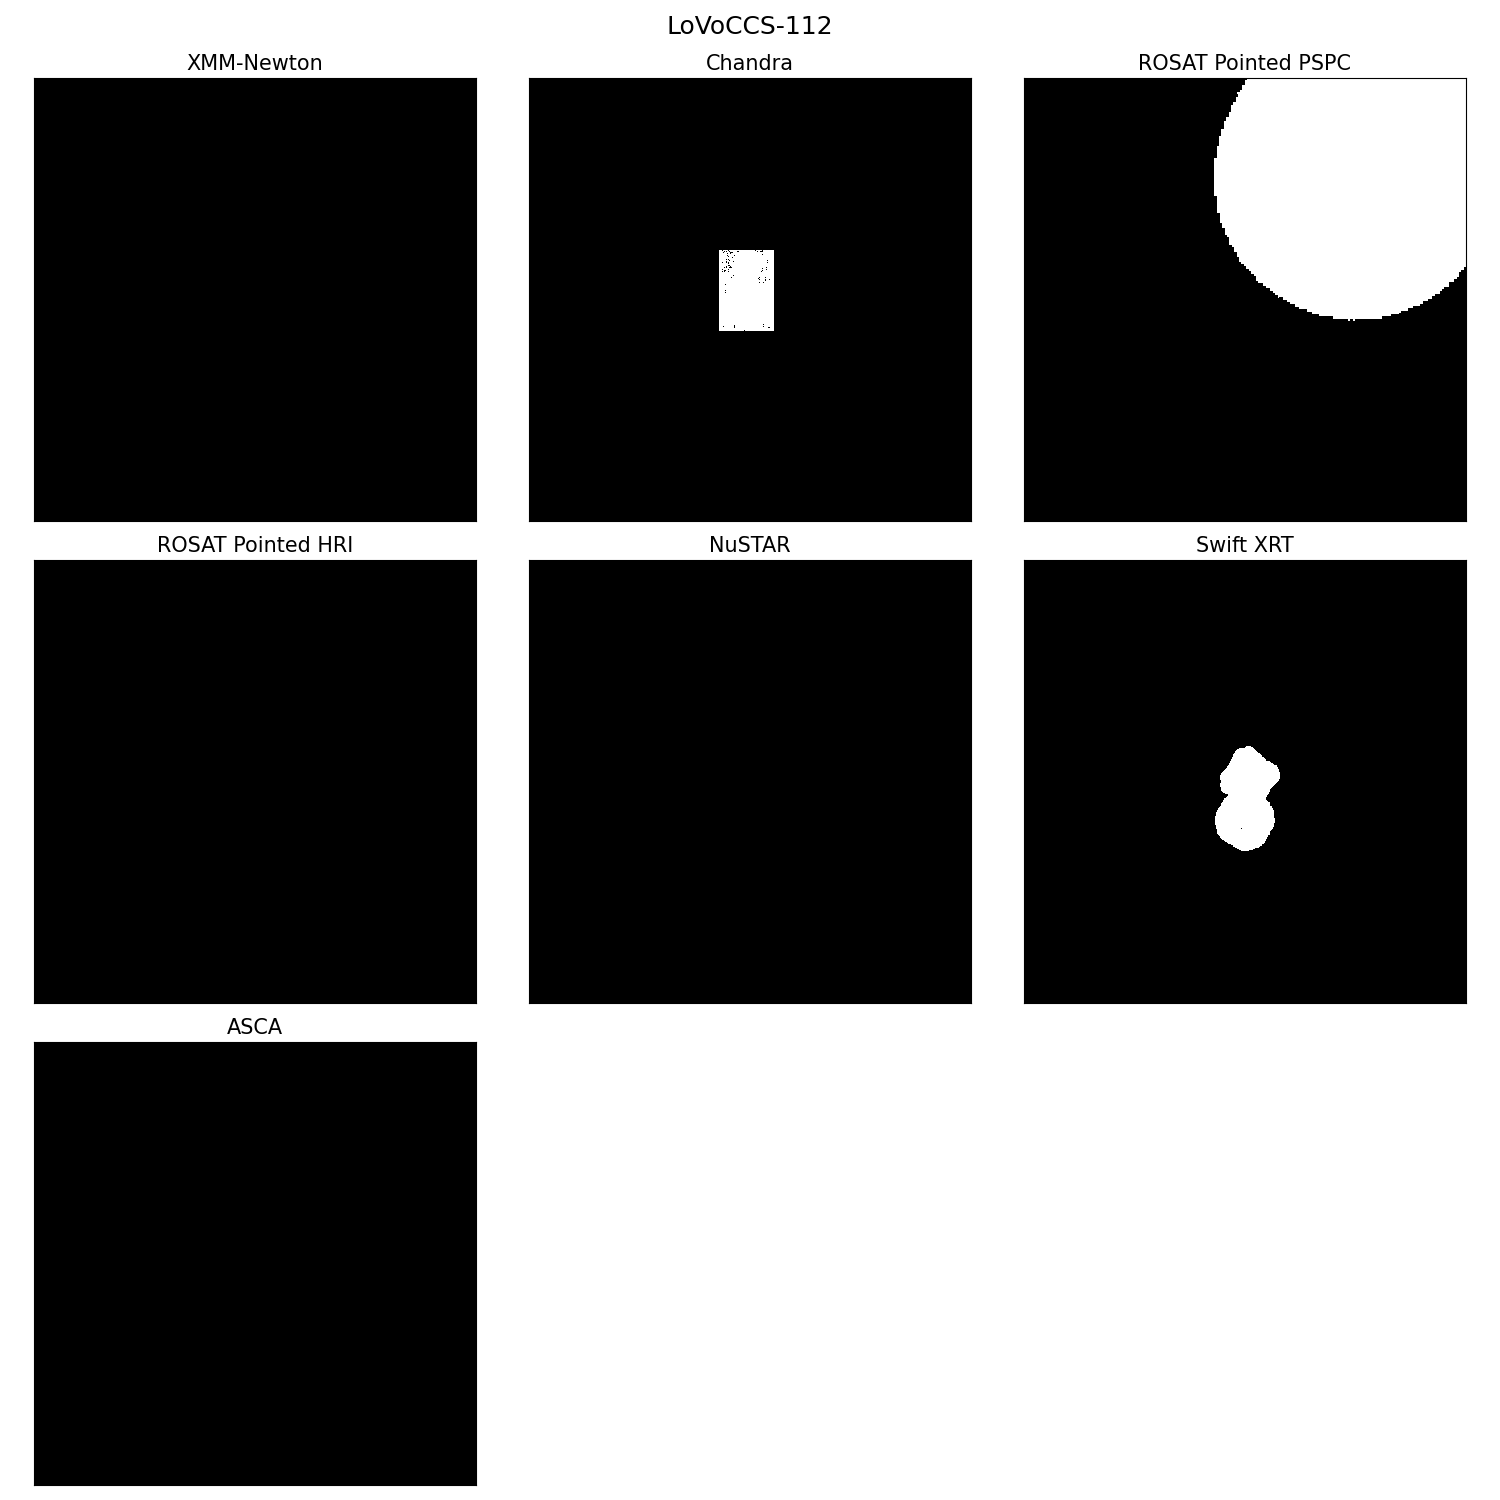 LoVoCCS-112
XMM-Newton
Chandra
ROSAT Pointed PSPC
ROSAT Pointed HRI
NuSTAR
Swift XRT
ASCA